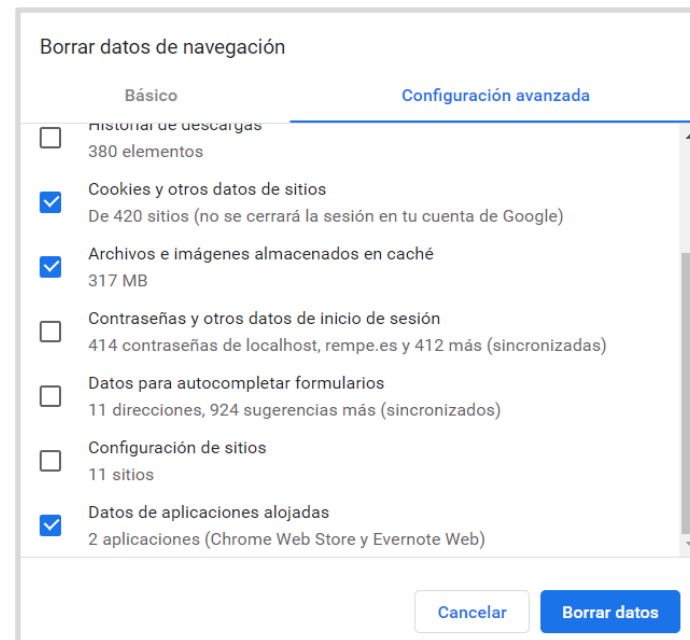 Borrar datos de navegación
Básico
Configuración avanzada
Historial de descargas
380 elementos
Cookies y otros datos de sitios
De 420 sitios (no se cerrará la sesión en tu cuenta de Google)
Archivos e imágenes almacenados en caché
317 MB
Contraseñas y otros datos de inicio de sesión
414 contraseñas de localhost, rempe.es y 412 más (sincronizadas)
Datos para autocompletar formularios
11 direcciones, 924 sugerencias más (sincronizados)
Configuración de sitios
11 sitios
Datos de aplicaciones alojadas
2 aplicaciones (Chrome Web Store y Evernote Web)
Cancelar
Borrar datos